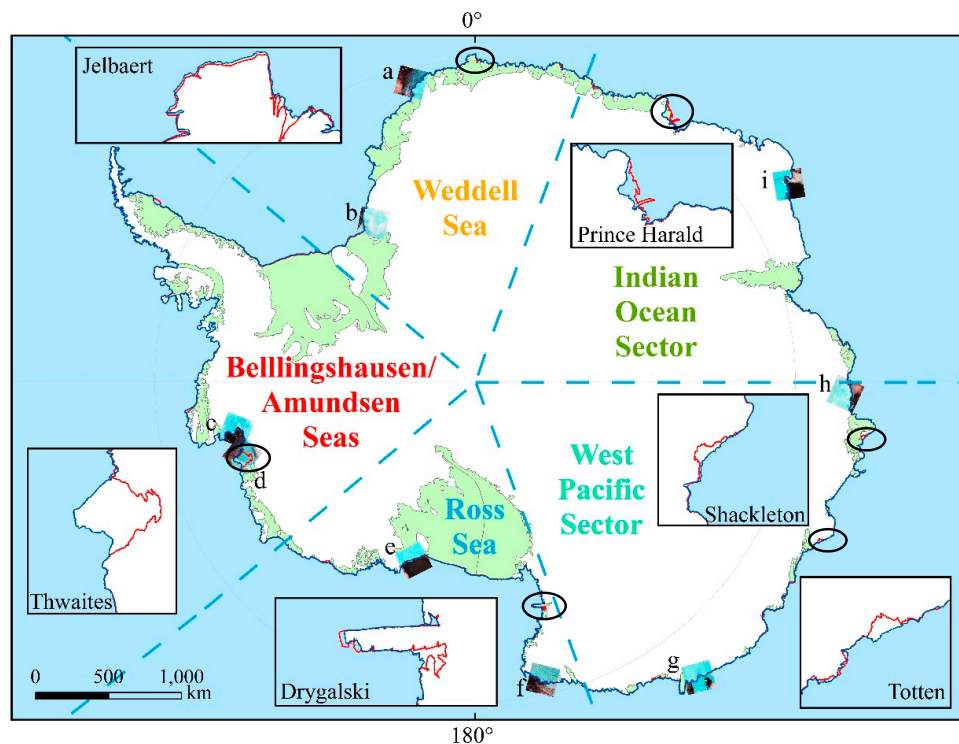 0°
Jelbaert
a
Weddell
Sea
b
i
Prince Harald
Indian
Ocean
Sector
Belllingshausen/
Amundsen
Seas
c
d
h
West
Pacific
Sector
Shackleton
Ross
Sea
e
Thwaites
0 500 1,000
km
Drygalski
f
g
Totten
180°